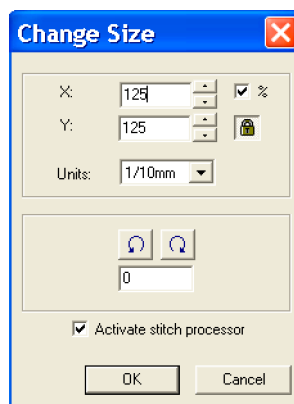 Change Size
X: 125 %
Y: 125
Units: 1/10mm
0
Activate stitch processor
OK Cancel